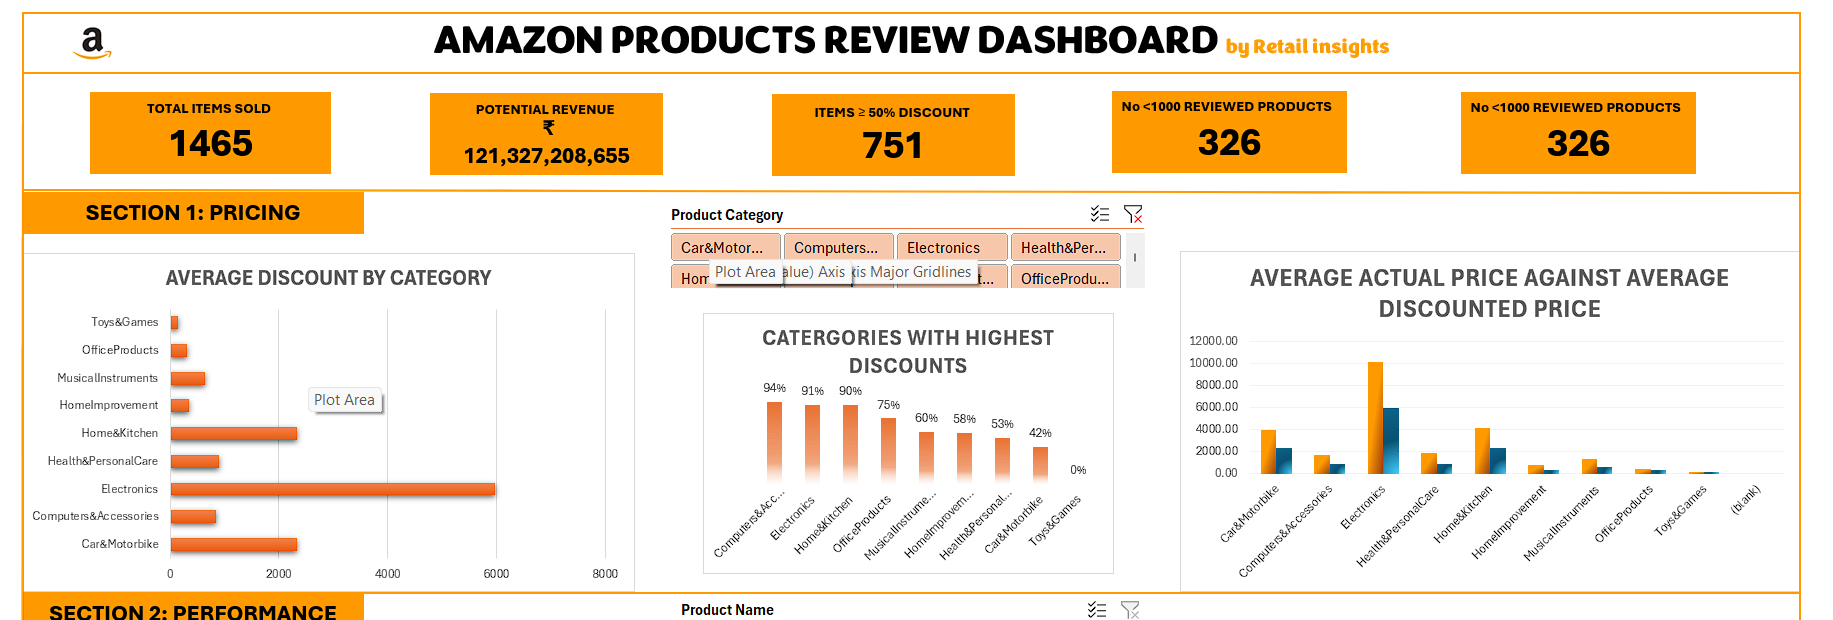 a
AMAZON PRODUCTS REVIEW DASHBOARD by Retail insights
TOTAL ITEMS SOLD
1465
POTENTIAL REVENUE
₹
121,327,208,655
ITEMS ≥ 50% DISCOUNT
751
No <1000 REVIEWED PRODUCTS
326
No <1000 REVIEWED PRODUCTS
326
SECTION 1: PRICING
Product Category
Car&Motor...
Computers...
Electronics
Health&Per...
Hom
Plot Area
alue) Axis
is Major Gridlines
t...
OfficeProdu...
AVERAGE DISCOUNT BY CATEGORY
Toys&Games
OfficeProducts
MusicalInstruments
HomeImprovement
Plot Area
Home&Kitchen
Health&PersonalCare
Electronics
Computers&Accessories
Car&Motorbike
0
2000
4000
6000
8000
CATERGORIES WITH HIGHEST
DISCOUNTS
94%
91%
90%
75%
60%
58%
53%
42%
0%
Computers&Acc...
Electronics
Home&Kitchen
OfficeProducts
MusicalInstrume...
HomeImprovem...
Health&Personal...
Car&Motorbike
Toys&Games
AVERAGE ACTUAL PRICE AGAINST AVERAGE
DISCOUNTED PRICE
12000.00
10000.00
8000.00
6000.00
4000.00
2000.00
0.00
Car&Motorbike
Computers&Accessories
Electronics
Health&PersonalCare
Home&Kitchen
HomeImprovement
MusicalInstruments
OfficeProducts
Toys&Games
(blank)
SECTION 2: PERFORMANCE
Product Name